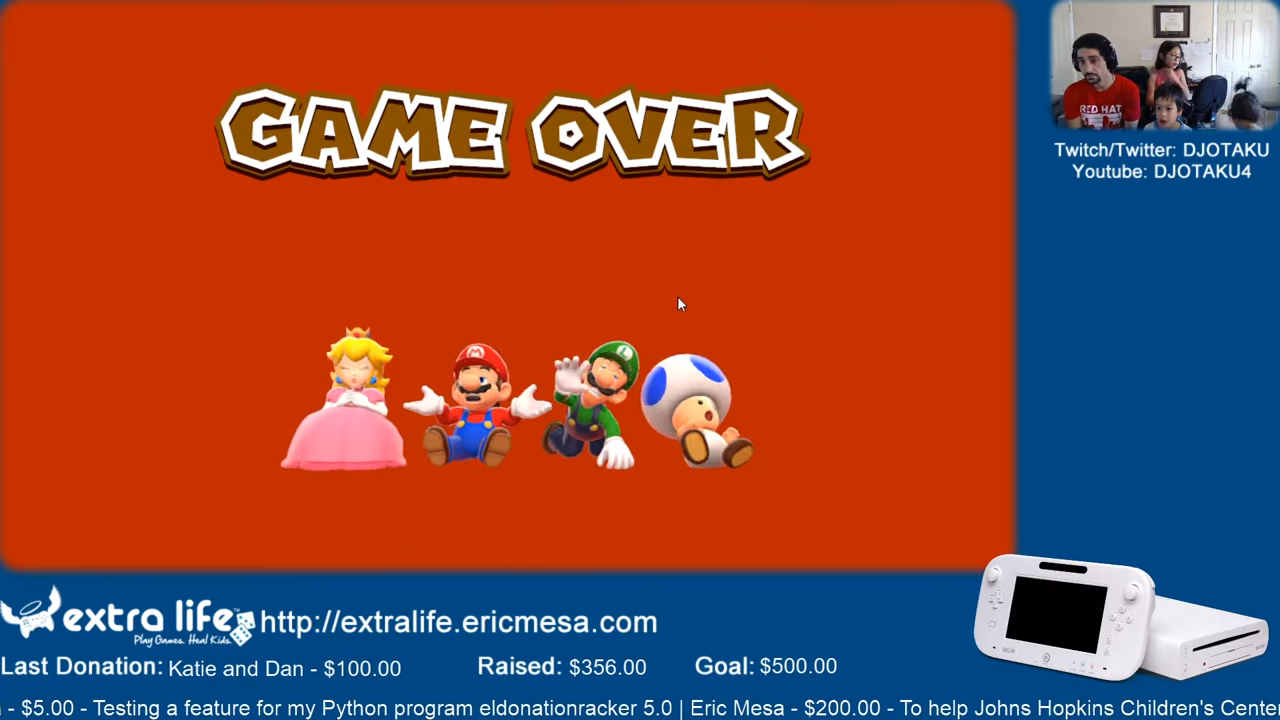 GAME OVER
RED HAT
Twitch/Twitter: DJOTAKU
Youtube: DJOTAKU4
extra life
Play Games. Heal Kids.
http://extralife.ericmesa.com
Last Donation: Katie and Dan - $100.00
Raised: $356.00
Goal: $500.00
- $5.00 - Testing a feature for my Python program eldonationracker 5.0 | Eric Mesa - $200.00 - To help Johns Hopkins Children's Center